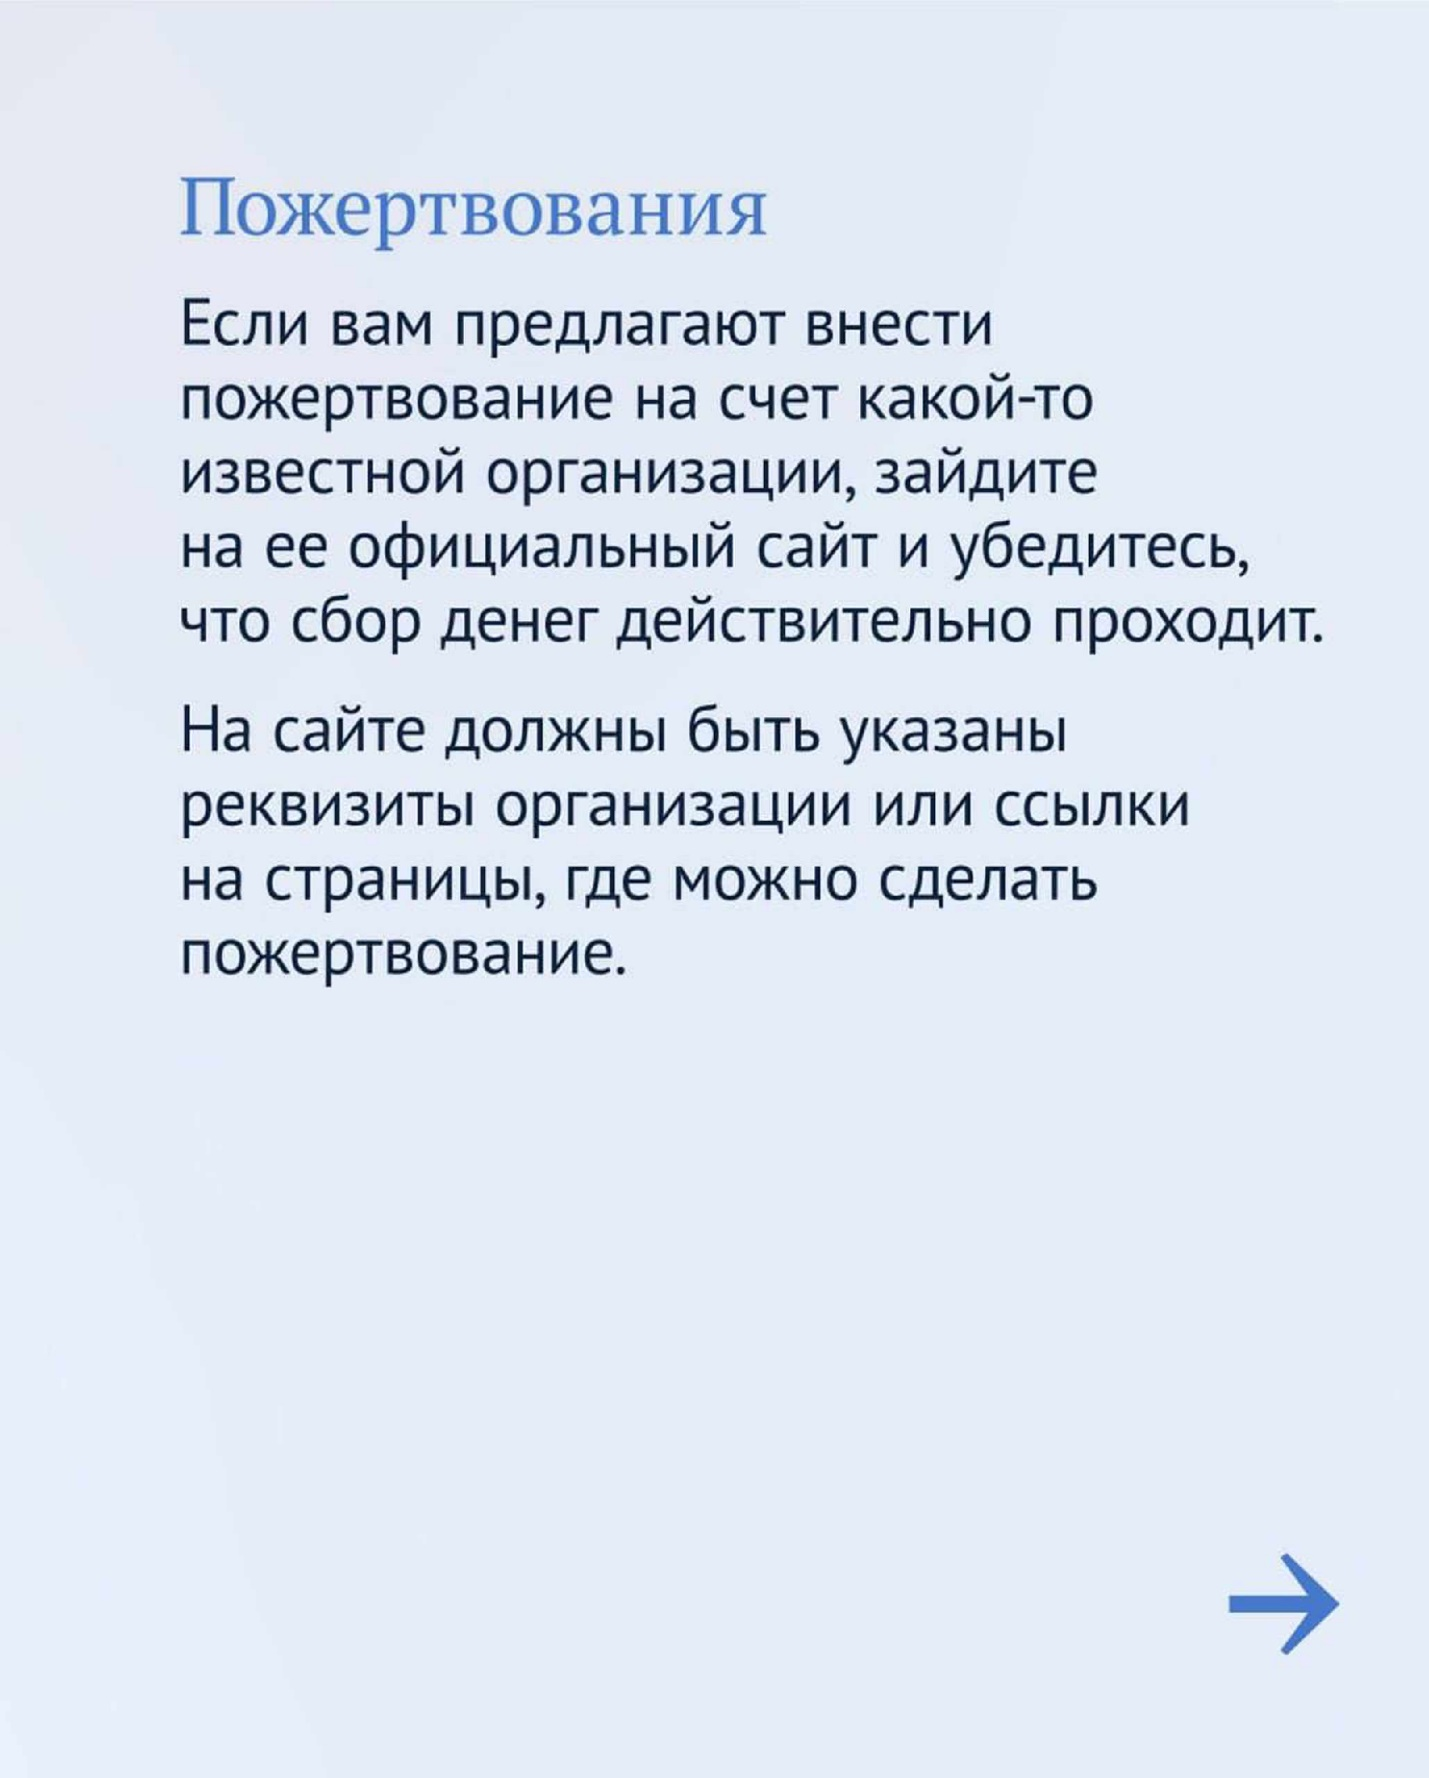 Пожертвования
Если вам предлагают внести
пожертвование на счет какой-то
известной организации, зайдите
на ее официальный сайт и убедитесь,
что сбор денег действительно проходит.
На сайте должны быть указаны
реквизиты организации или ссылки
на страницы, где можно сделать
пожертвование.